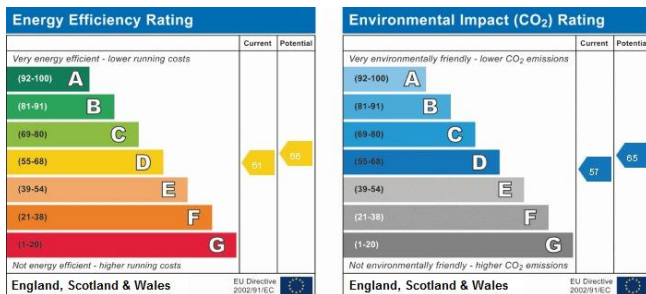 Energy Efficiency Rating
Current Potential
Very energy efficient - lower running costs
(92-100) A
(81-91) B
(69-80) C
(55-68) D
(39-54) E
(21-38) F
(1-20) G
61
66
Not energy efficient - higher running costs
England, Scotland & Wales
EU Directive
2002/91/EC
Environmental Impact (CO2) Rating
Current Potential
Very environmentally friendly - lower CO2 emissions
(92-100) A
(81-91) B
(69-80) C
(55-68) D
(39-54) E
(21-38) F
(1-20) G
57
65
Not environmentally friendly - higher CO2 emissions
England, Scotland & Wales
EU Directive
2002/91/EC